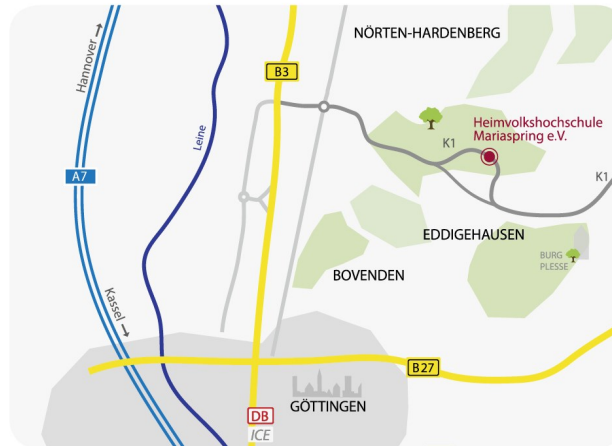 NÖRTEN-HARDENBERG
Hannover →
B3
Heimvolkshochschule
Mariaspring e.V.
K1
Leine
A7
K1
EDDIGEHAUSEN
BURG
PLESSE
BOVENDEN
Kassel →
B27
GÖTTINGEN
DB
ICE